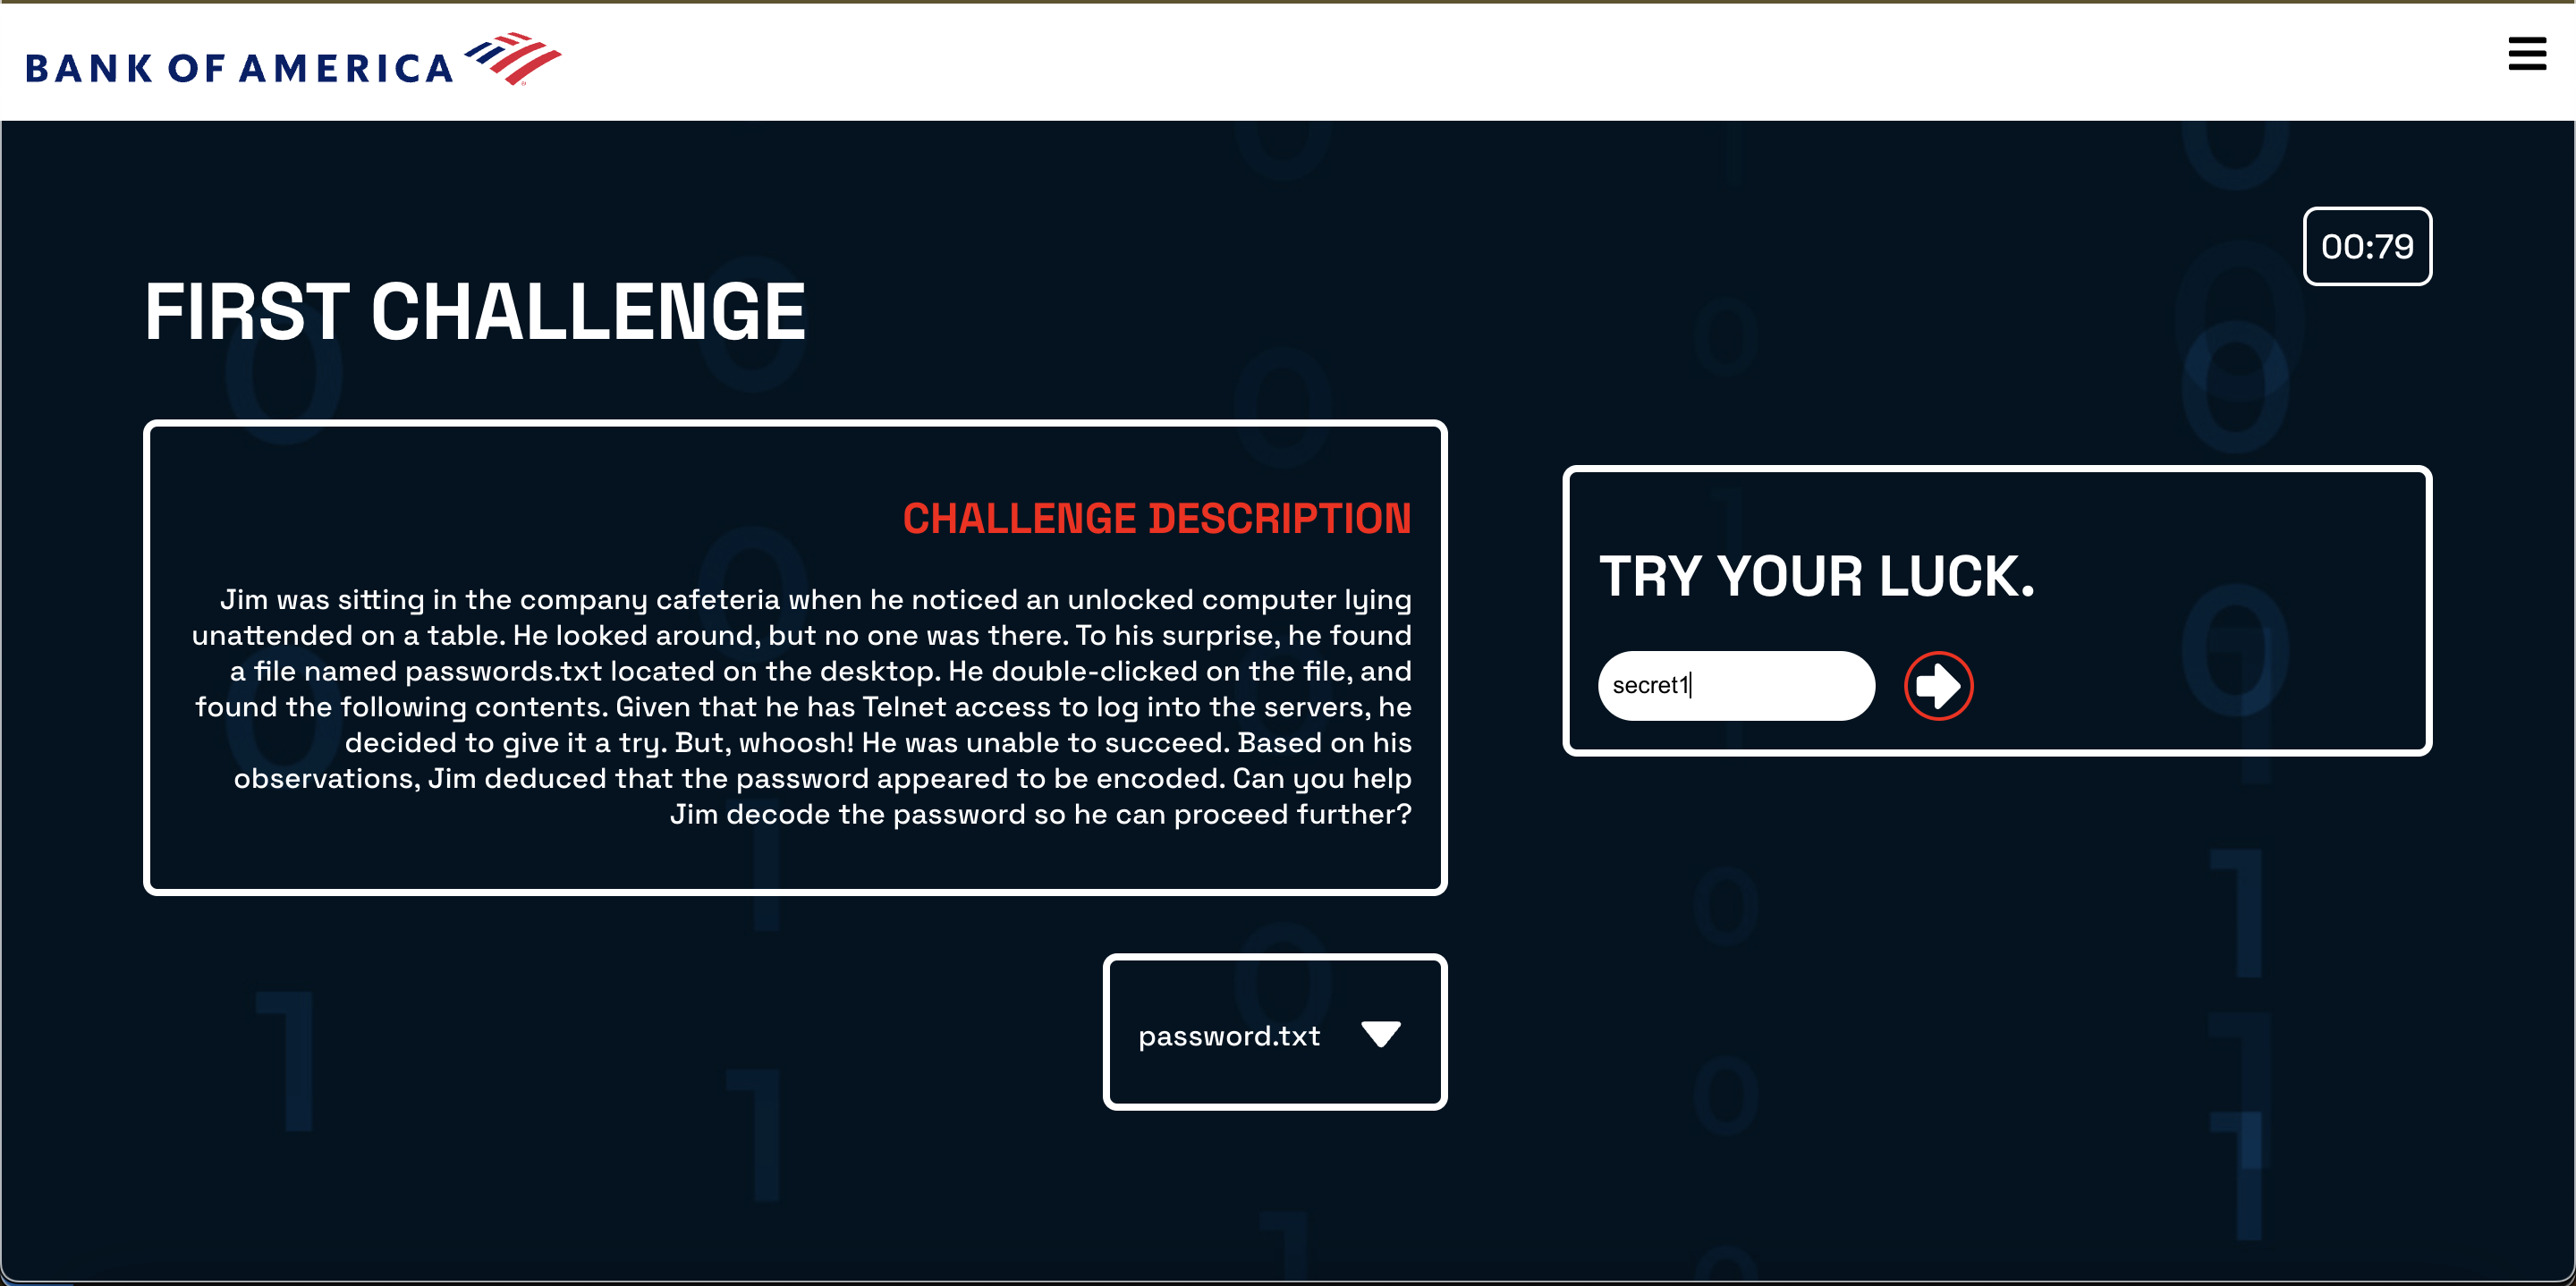 BANK OF AMERICA
00:79
FIRST CHALLENGE
CHALLENGE DESCRIPTION
Jim was sitting in the company cafeteria when he noticed an unlocked computer lying
unattended on a table. He looked around, but no one was there. To his surprise, he found
a file named passwords.txt located on the desktop. He double-clicked on the file, and
found the following contents. Given that he has Telnet access to log into the servers, he
decided to give it a try. But, whoosh! He was unable to succeed. Based on his
observations, Jim deduced that the password appeared to be encoded. Can you help
Jim decode the password so he can proceed further?
TRY YOUR LUCK.
secret1
password.txt